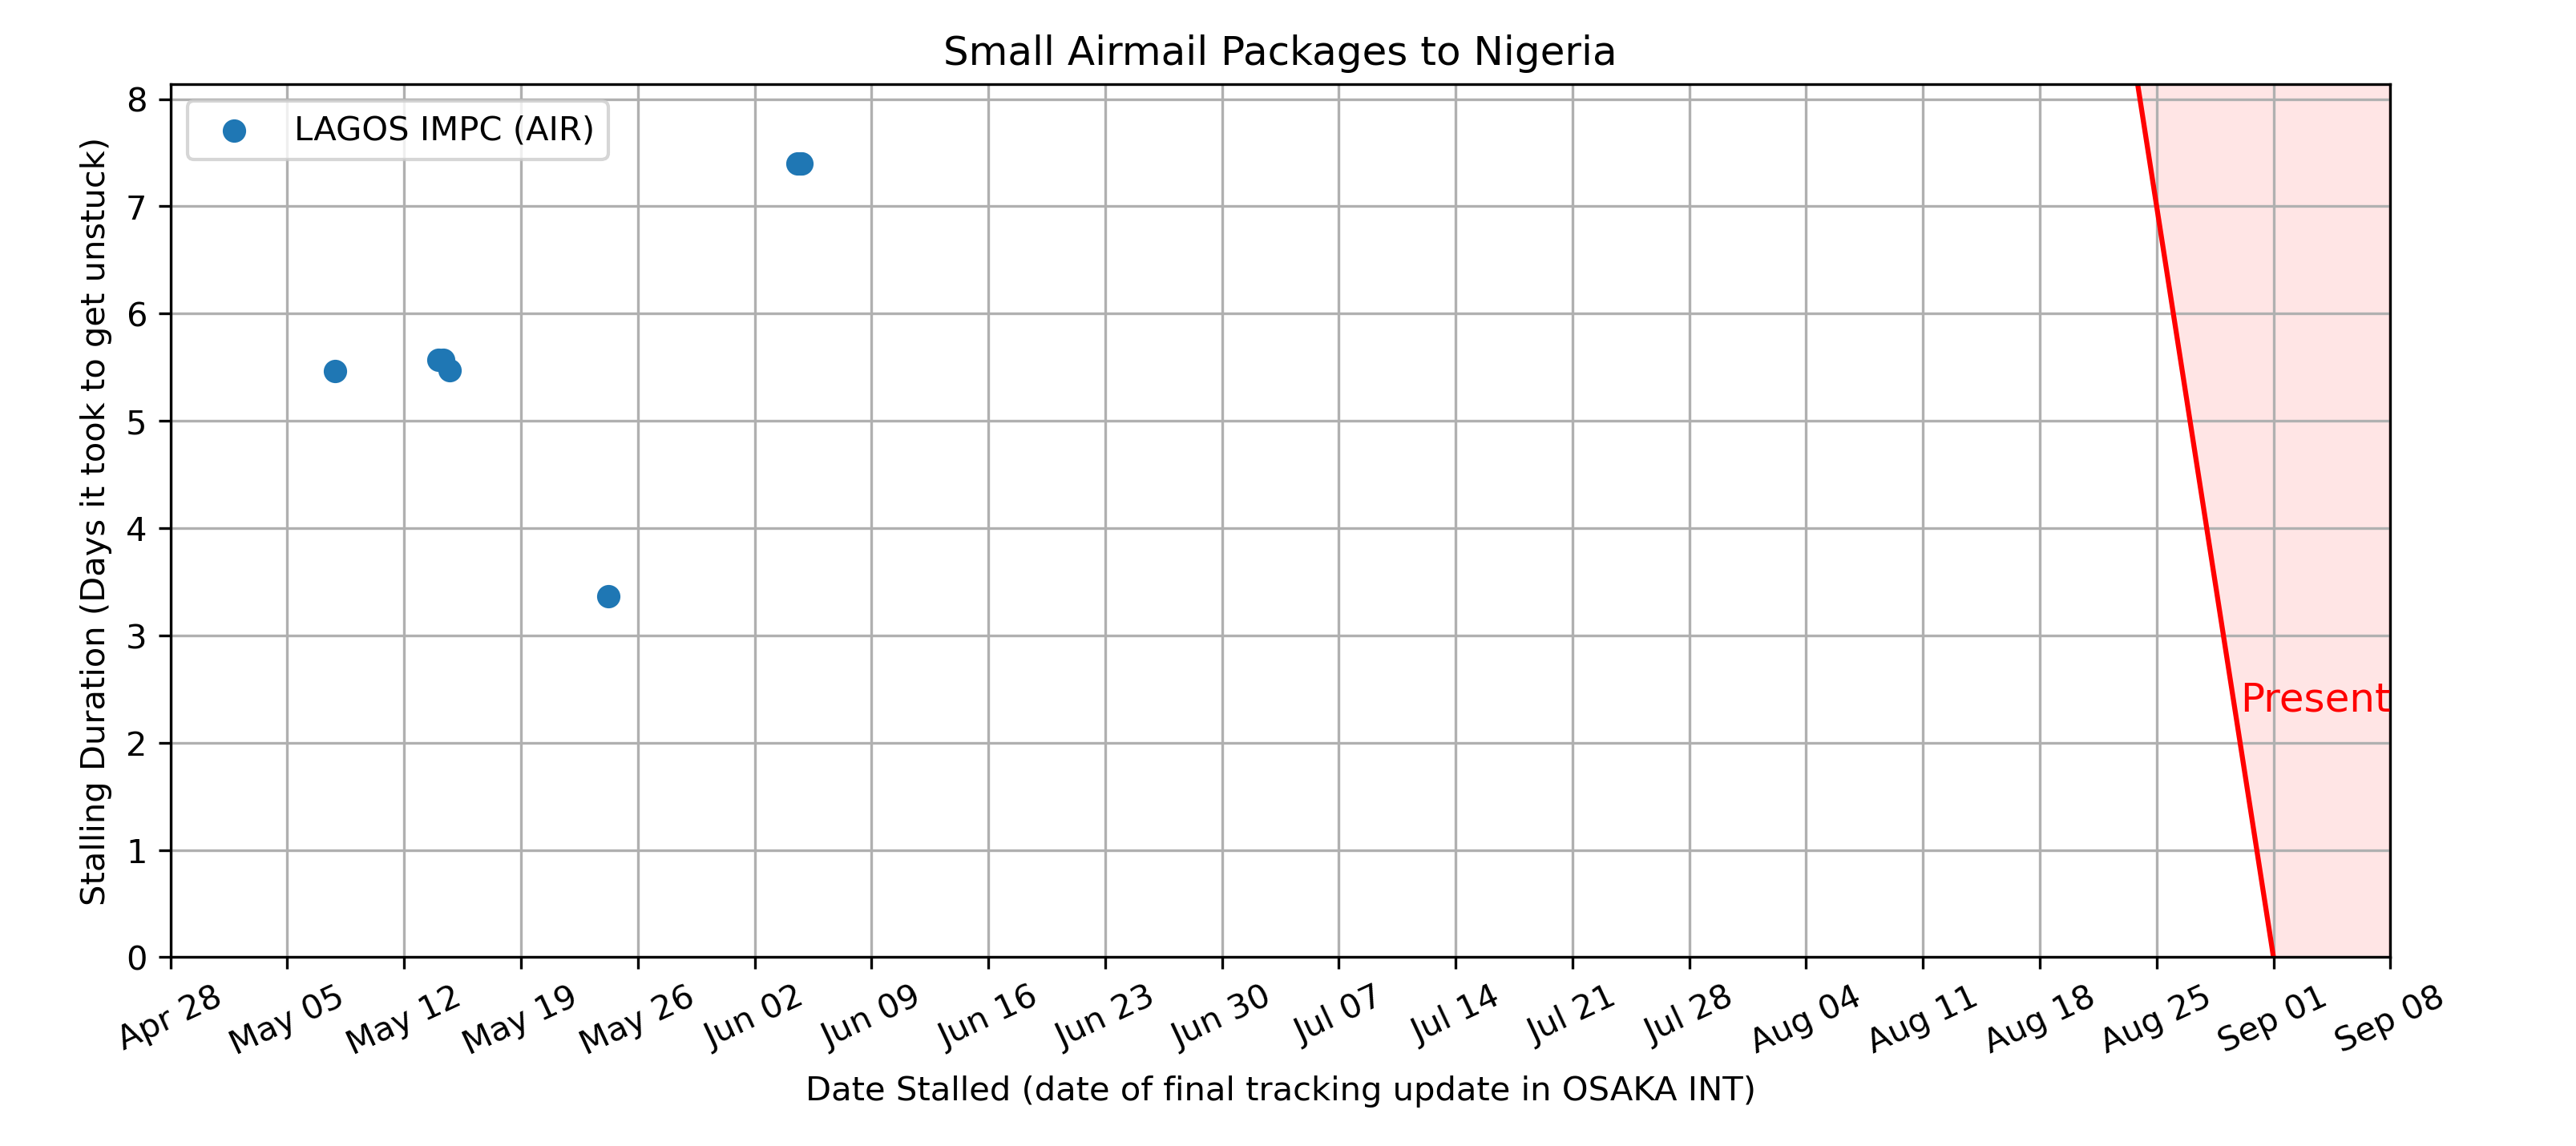 Small Airmail Packages to Nigeria
LAGOS IMPC (AIR)
Stalling Duration (Days it took to get unstuck)
8
7
6
5
4
3
2
1
0
Present
Apr 28
May 05
May 12
May 19
May 26
Jun 02
Jun 09
Jun 16
Jun 23
Jun 30
Jul 07
Jul 14
Jul 21
Jul 28
Aug 04
Aug 11
Aug 18
Aug 25
Sep 01
Sep 08
Date Stalled (date of final tracking update in OSAKA INT)